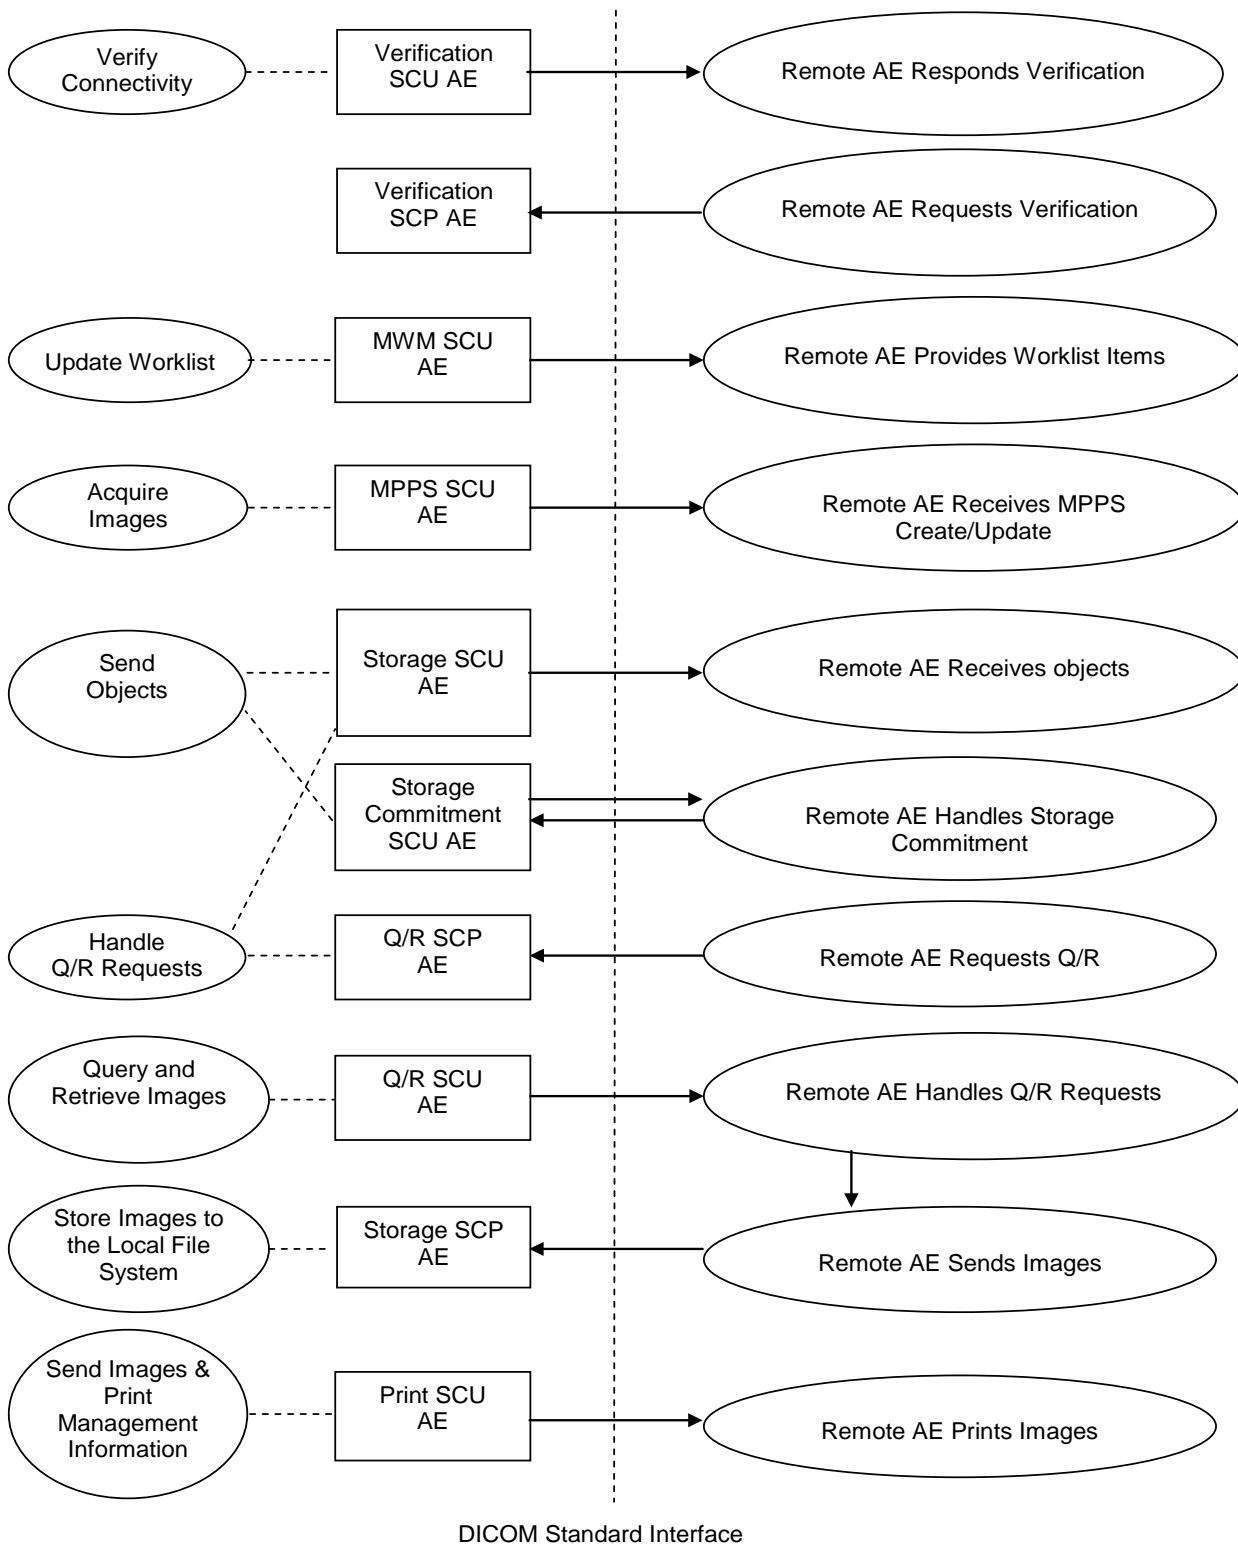 Verify
Connectivity
Verification
SCU AE
Remote AE Responds Verification
Verification
SCP AE
Remote AE Requests Verification
Update Worklist
MWM SCU
AE
Remote AE Provides Worklist Items
Acquire
Images
MPPS SCU
AE
Remote AE Receives MPPS
Create/Update
Send
Objects
Storage SCU
AE
Remote AE Receives objects
Storage
Commitment
SCU AE
Remote AE Handles Storage
Commitment
Handle
Q/R Requests
Q/R SCP
AE
Remote AE Requests Q/R
Query and
Retrieve Images
Q/R SCU
AE
Remote AE Handles Q/R Requests
Store Images to
the Local File
System
Storage SCP
AE
Remote AE Sends Images
Send Images &
Print
Management
Information
Print SCU
AE
Remote AE Prints Images
DICOM Standard Interface